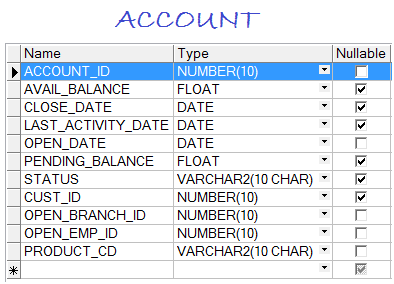 ACCOUNT
Name Type Nullable
ACCOUNT_ID NUMBER(10)
AVAIL_BALANCE FLOAT
CLOSE_DATE DATE
LAST_ACTIVITY_DATE DATE
OPEN_DATE DATE
PENDING_BALANCE FLOAT
STATUS VARCHAR2(10 CHAR)
CUST_ID NUMBER(10)
OPEN_BRANCH_ID NUMBER(10)
OPEN_EMP_ID NUMBER(10)
PRODUCT_CD VARCHAR2(10 CHAR)